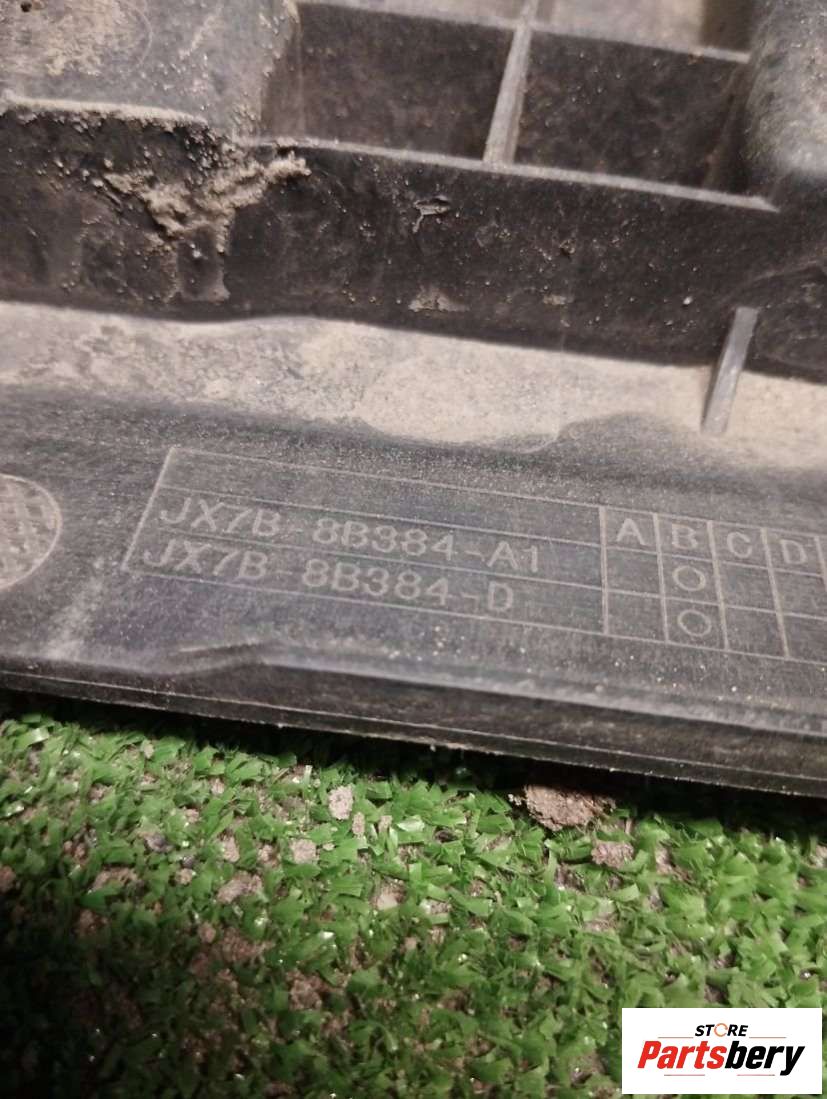 JX7B-8B384-A1 A B C D
JX7B 8B384-D
STORE
Partsbery